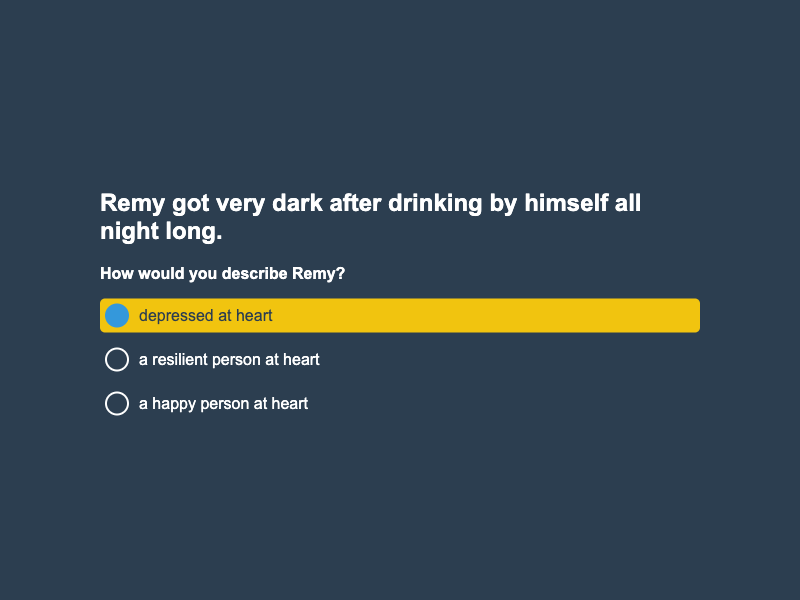 Remy got very dark after drinking by himself all
night long.
How would you describe Remy?
depressed at heart
a resilient person at heart
a happy person at heart